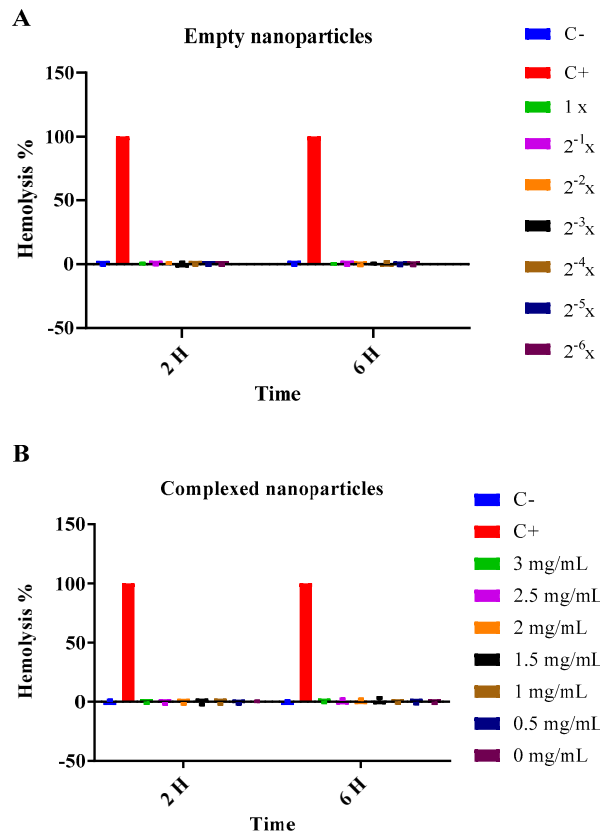 A
Empty nanoparticles
150
100
50
0
-50
Hemolysis %
2 H
6 H
Time
C-
C+
1 x
2⁻¹x
2⁻²x
2⁻³x
2⁻⁴x
2⁻⁵x
2⁻⁶x
B
Complexed nanoparticles
150
100
50
0
-50
Hemolysis %
2 H
6 H
Time
C-
C+
3 mg/mL
2.5 mg/mL
2 mg/mL
1.5 mg/mL
1 mg/mL
0.5 mg/mL
0 mg/mL